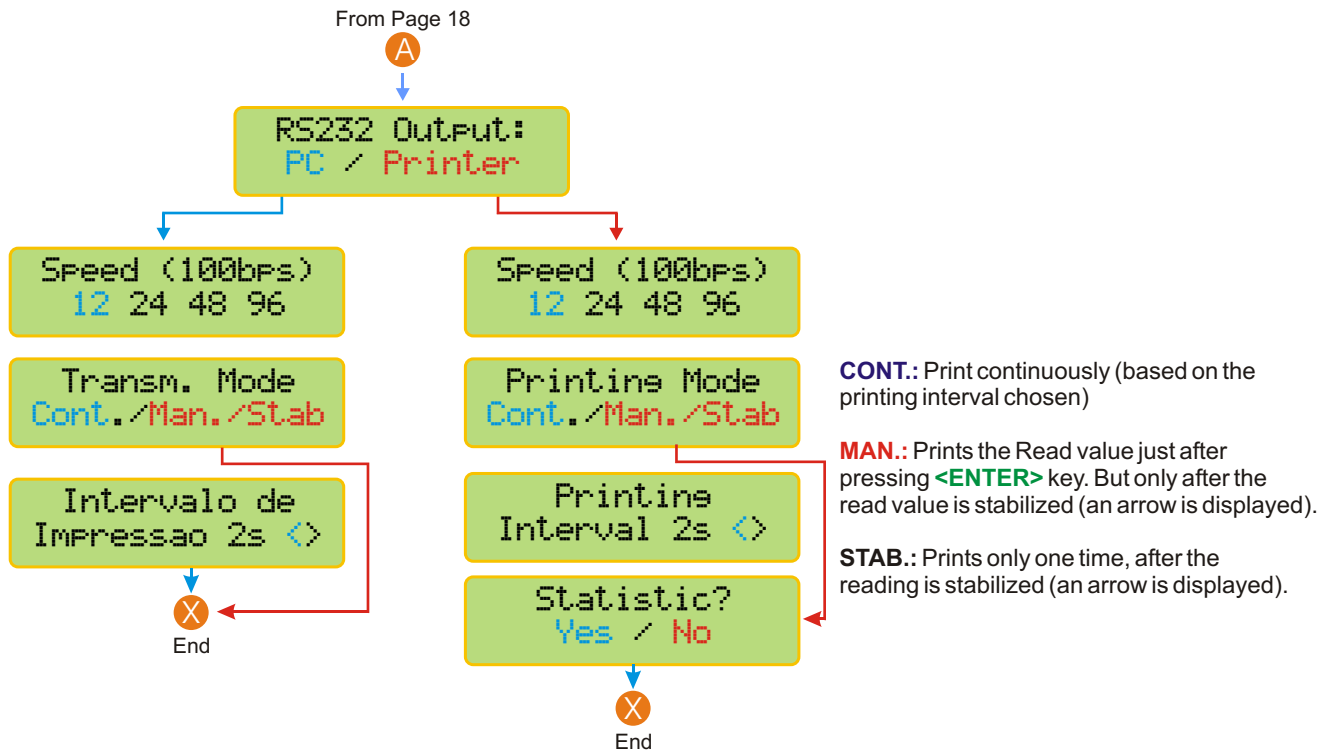 From Page 18
A
RS232 Output:
PC / Printer
Speed (100bps)
12 24 48 96
Transm. Mode
Cont./Man./Stab
Intervalo de
Impressao 2s <>
X
End
Speed (100bps)
12 24 48 96
Printing Mode
Cont./Man./Stab
Printing
Interval 2s <>
Statistic?
Yes / No
X
End
CONT.: Print continuously (based on the
printing interval chosen)
MAN.: Prints the Read value just after
pressing <ENTER> key. But only after the
read value is stabilized (an arrow is displayed).
STAB.: Prints only one time, after the
reading is stabilized (an arrow is displayed).